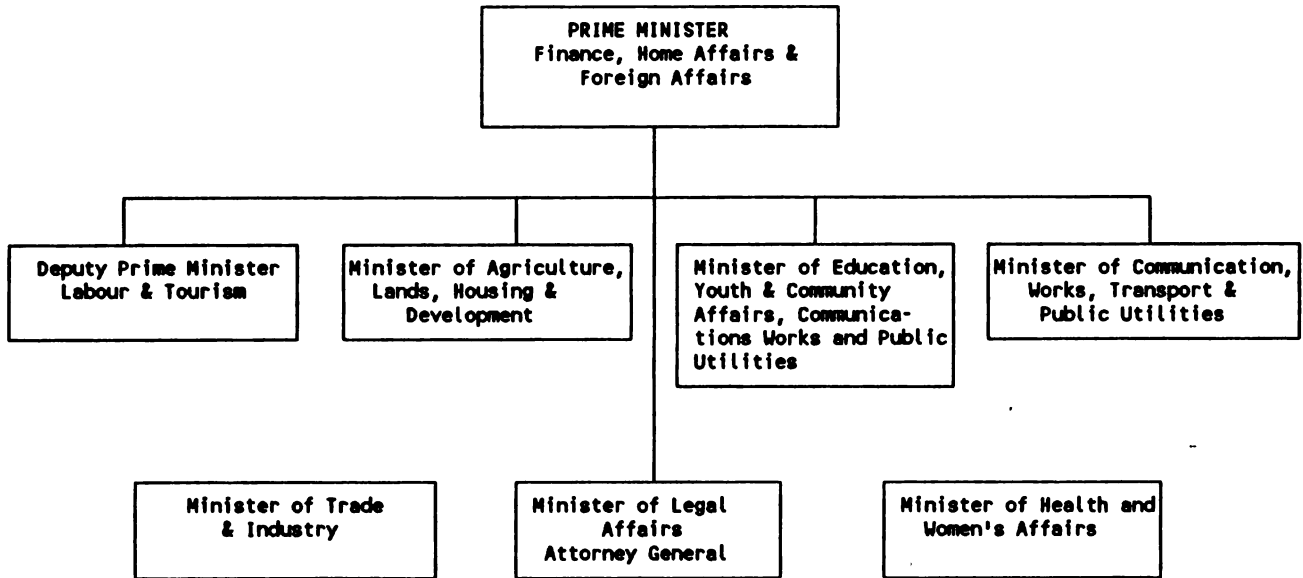 PRIME MINISTER
Finance, Home Affairs &
Foreign Affairs
Deputy Prime Minister
Labour & Tourism
Minister of Agriculture,
Lands, Housing &
Development
Minister of Education,
Youth & Community
Affairs, Communica-
tions Works and Public
Utilities
Minister of Communication,
Works, Transport &
Public Utilities
Minister of Trade
& Industry
Minister of Legal
Affairs
Attorney General
Minister of Health and
Women's Affairs